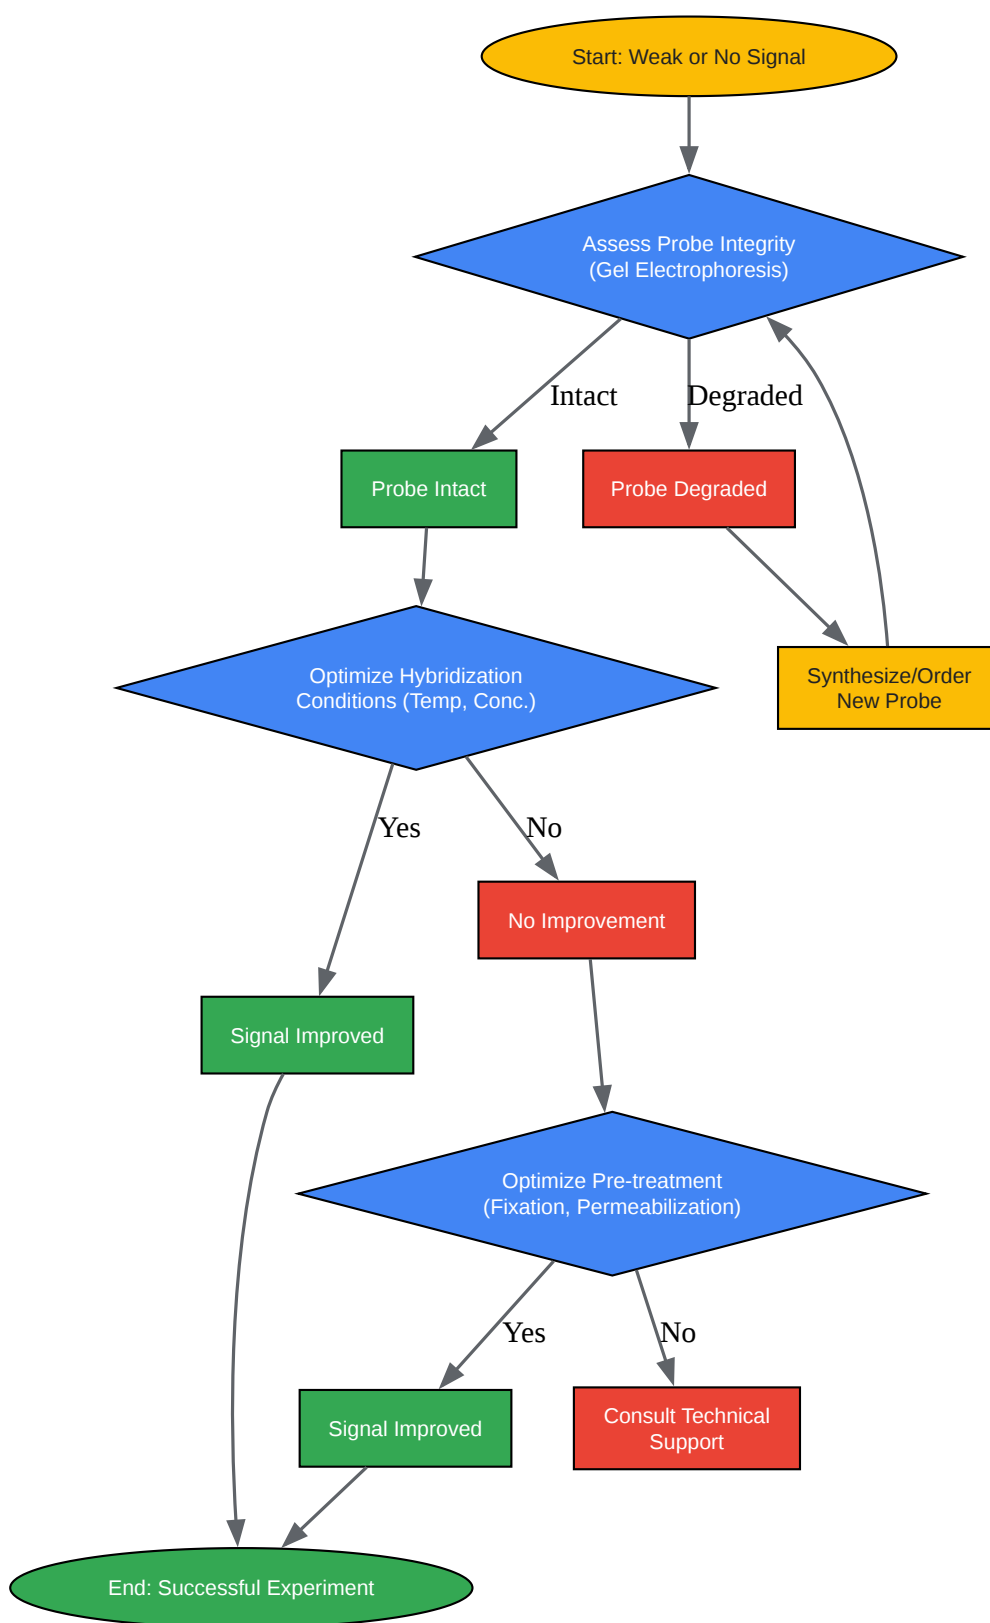 Start: Weak or No Signal
Assess Probe Integrity
(Gel Electrophoresis)
Intact
Degraded
Probe Intact
Probe Degraded
Optimize Hybridization
Conditions (Temp, Conc.)
Synthesize/Order
New Probe
Yes
No
No Improvement
Signal Improved
Optimize Pre-treatment
(Fixation, Permeabilization)
Yes
No
Signal Improved
Consult Technical
Support
End: Successful Experiment